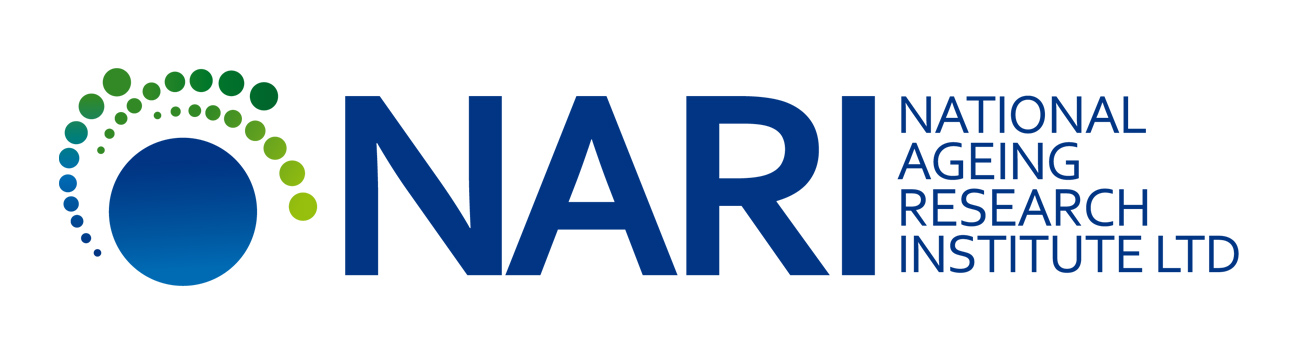 NARI
NATIONAL
AGEING
RESEARCH
INSTITUTE LTD